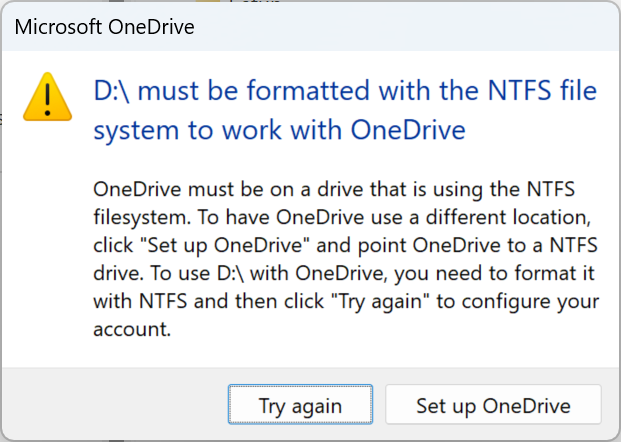 Microsoft OneDrive
D:\ must be formatted with the NTFS file
system to work with OneDrive
OneDrive must be on a drive that is using the NTFS
filesystem. To have OneDrive use a different location,
click "Set up OneDrive" and point OneDrive to a NTFS
drive. To use D:\ with OneDrive, you need to format it
with NTFS and then click "Try again" to configure your
account.
Try again
Set up OneDrive